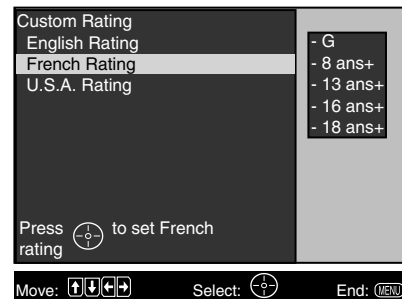 Custom Rating
English Rating
French Rating
U.S.A. Rating
- G
- 8 ans+
- 13 ans+
- 16 ans+
- 18 ans+
Press to set French
rating
Move: Select: End: MENU